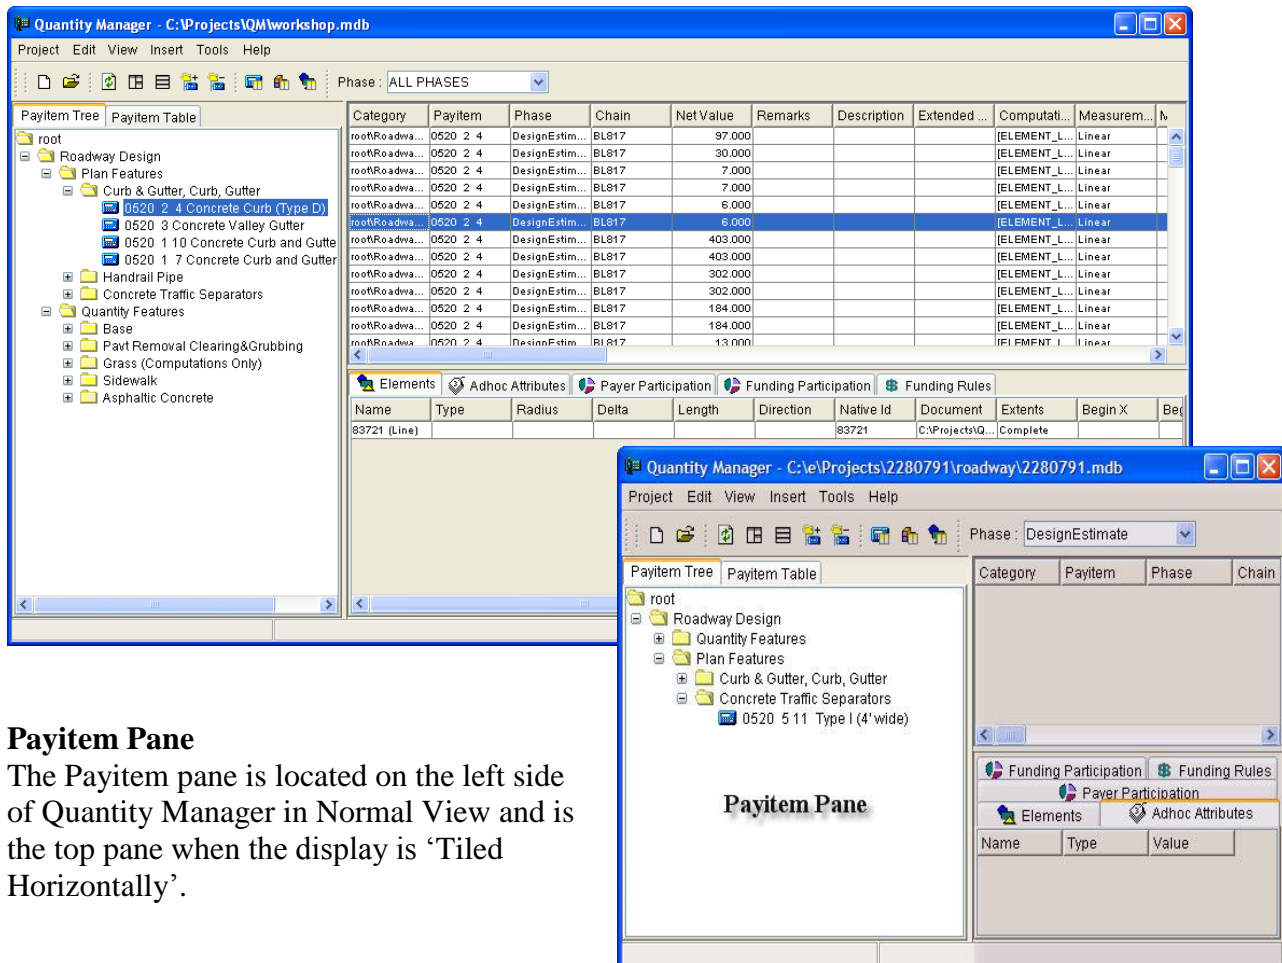 Quantity Manager - C:\Projects\QM\workshop.mdb
Project Edit View Insert Tools Help
Phase : ALL PHASES
Payitem Tree Payitem Table
root
Roadway Design
Plan Features
Curb & Gutter, Curb, Gutter
0520 2 4 Concrete Curb (Type D)
0520 3 Concrete Valley Gutter
0520 1 10 Concrete Curb and Gutte
0520 1 7 Concrete Curb and Gutter
Handrail Pipe
Concrete Traffic Separators
Quantity Features
Base
Pavt Removal Clearing&Grubbing
Grass (Computations Only)
Sidewalk
Asphaltic Concrete
Category Payitem Phase Chain Net Value Remarks Description Extended ... Computati... Measurem... M
root\Roadwa... 0520 2 4 DesignEstim... BL817 97.000 [ELEMENT_L... Linear
root\Roadwa... 0520 2 4 DesignEstim... BL817 30.000 [ELEMENT_L... Linear
root\Roadwa... 0520 2 4 DesignEstim... BL817 7.000 [ELEMENT_L... Linear
root\Roadwa... 0520 2 4 DesignEstim... BL817 7.000 [ELEMENT_L... Linear
root\Roadwa... 0520 2 4 DesignEstim... BL817 6.000 [ELEMENT_L... Linear
root\Roadwa... 0520 2 4 DesignEstim... BL817 6.000 [ELEMENT_L... Linear
root\Roadwa... 0520 2 4 DesignEstim... BL817 403.000 [ELEMENT_L... Linear
root\Roadwa... 0520 2 4 DesignEstim... BL817 403.000 [ELEMENT_L... Linear
root\Roadwa... 0520 2 4 DesignEstim... BL817 302.000 [ELEMENT_L... Linear
root\Roadwa... 0520 2 4 DesignEstim... BL817 302.000 [ELEMENT_L... Linear
root\Roadwa... 0520 2 4 DesignEstim... BL817 184.000 [ELEMENT_L... Linear
root\Roadwa... 0520 2 4 DesignEstim... BL817 184.000 [ELEMENT_L... Linear
root\Roadwa... 0520 2 4 DesignEstim... BL817 13.000 [ELEMENT_L... Linear
Elements Adhoc Attributes Payer Participation Funding Participation Funding Rules
Name Type Radius Delta Length Direction Native Id Document Extents Begin X Beg
83721 (Line) 83721 C:\Projects\Q... Complete
Quantity Manager - C:\e\Projects\2280791\roadway\2280791.mdb
Project Edit View Insert Tools Help
Phase : DesignEstimate
Payitem Tree Payitem Table
root
Roadway Design
Quantity Features
Plan Features
Curb & Gutter, Curb, Gutter
Concrete Traffic Separators
0520 5 11 Type I (4' wide)
Payitem Pane
Category Payitem Phase Chain
Funding Participation Funding Rules
Payer Participation
Elements Adhoc Attributes
Name Type Value
Payitem Pane
The Payitem pane is located on the left side
of Quantity Manager in Normal View and is
the top pane when the display is ‘Tiled
Horizontally’.